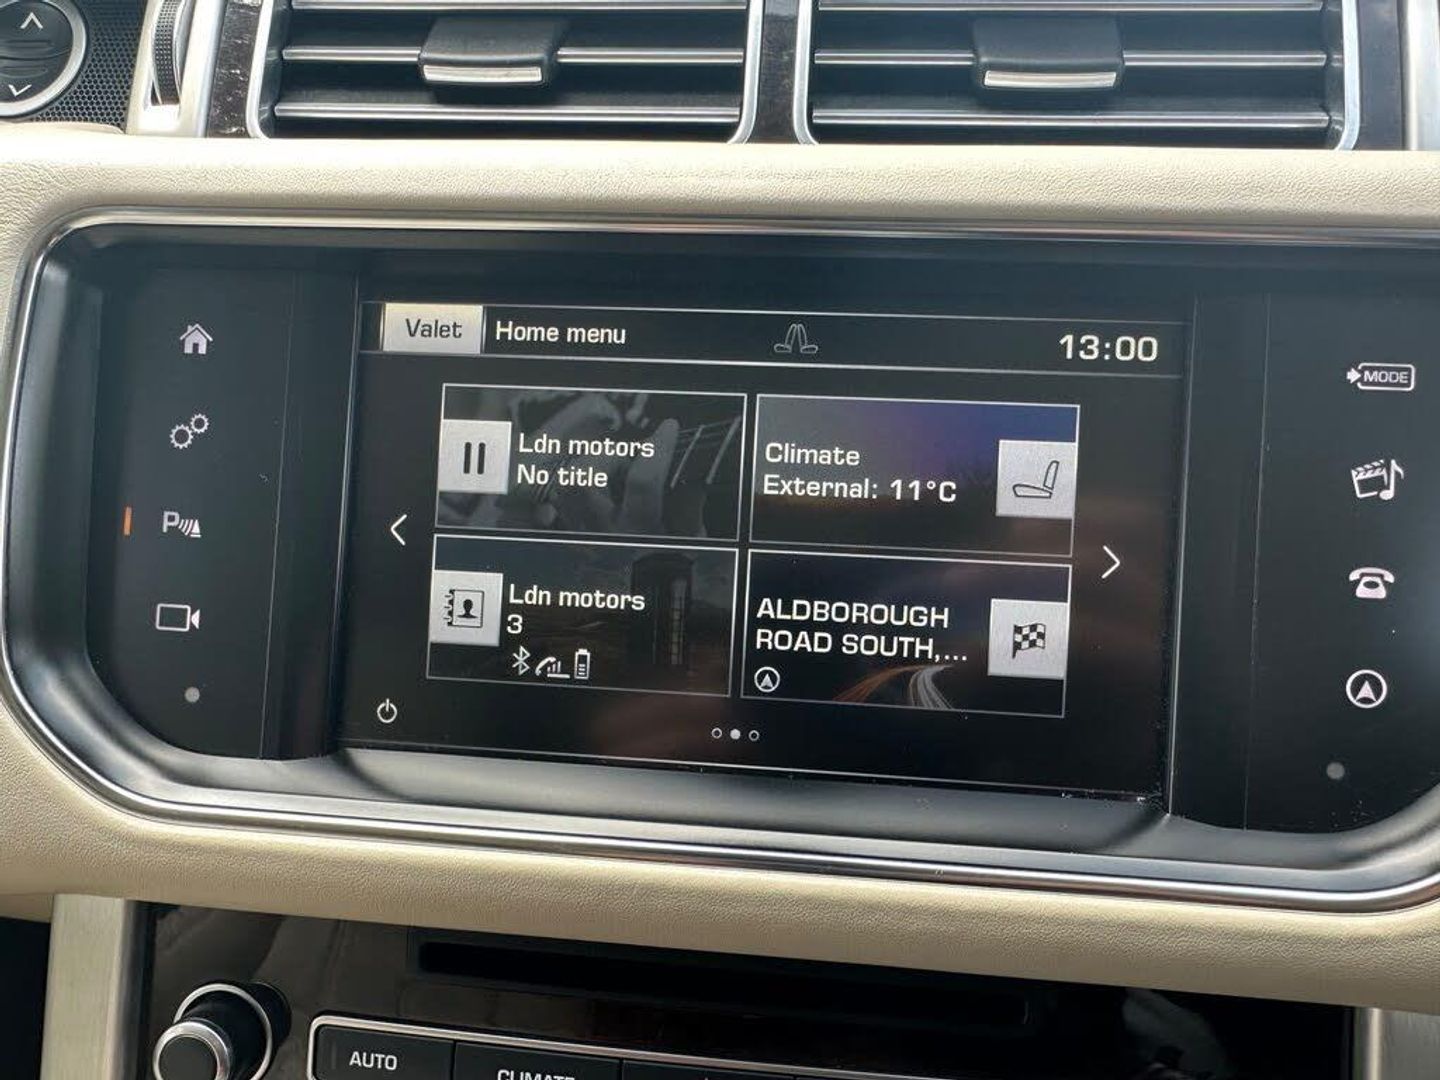 Valet Home menu 13:00
MODE
Ldn motors
No title
Climate
External: 11°C
P
Ldn motors
3
ALDBOROUGH
ROAD SOUTH,...
AUTO
CLIMATE